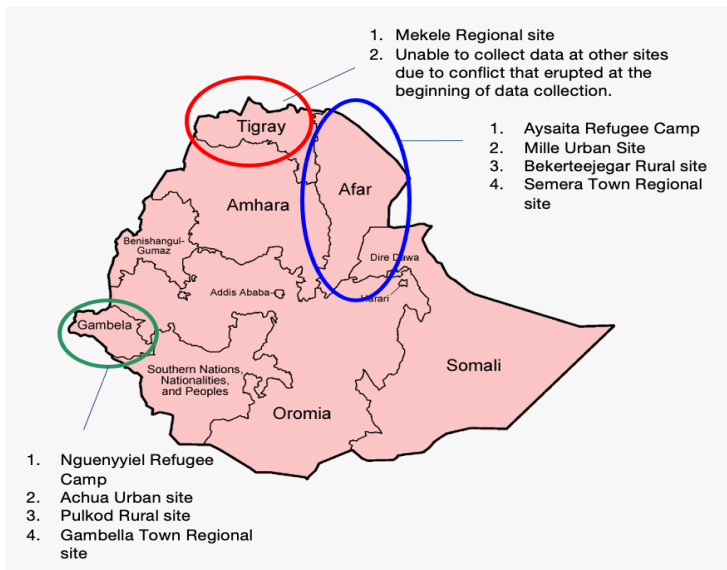 1. Mekele Regional site
2. Unable to collect data at other sites
due to conflict that erupted at the
beginning of data collection.
Tigray
1. Aysaita Refugee Camp
2. Mille Urban Site
3. Bekerteejegar Rural site
4. Semera Town Regional
site
Afar
Amhara
Benishangul-
Gumaz
Dire Dawa
Addis Ababa
Harari
Gambela
Somali
Southern Nations,
Nationalities,
and Peoples
Oromia
1. Nguenyyiel Refugee
Camp
2. Achua Urban site
3. Pulkod Rural site
4. Gambella Town Regional
site